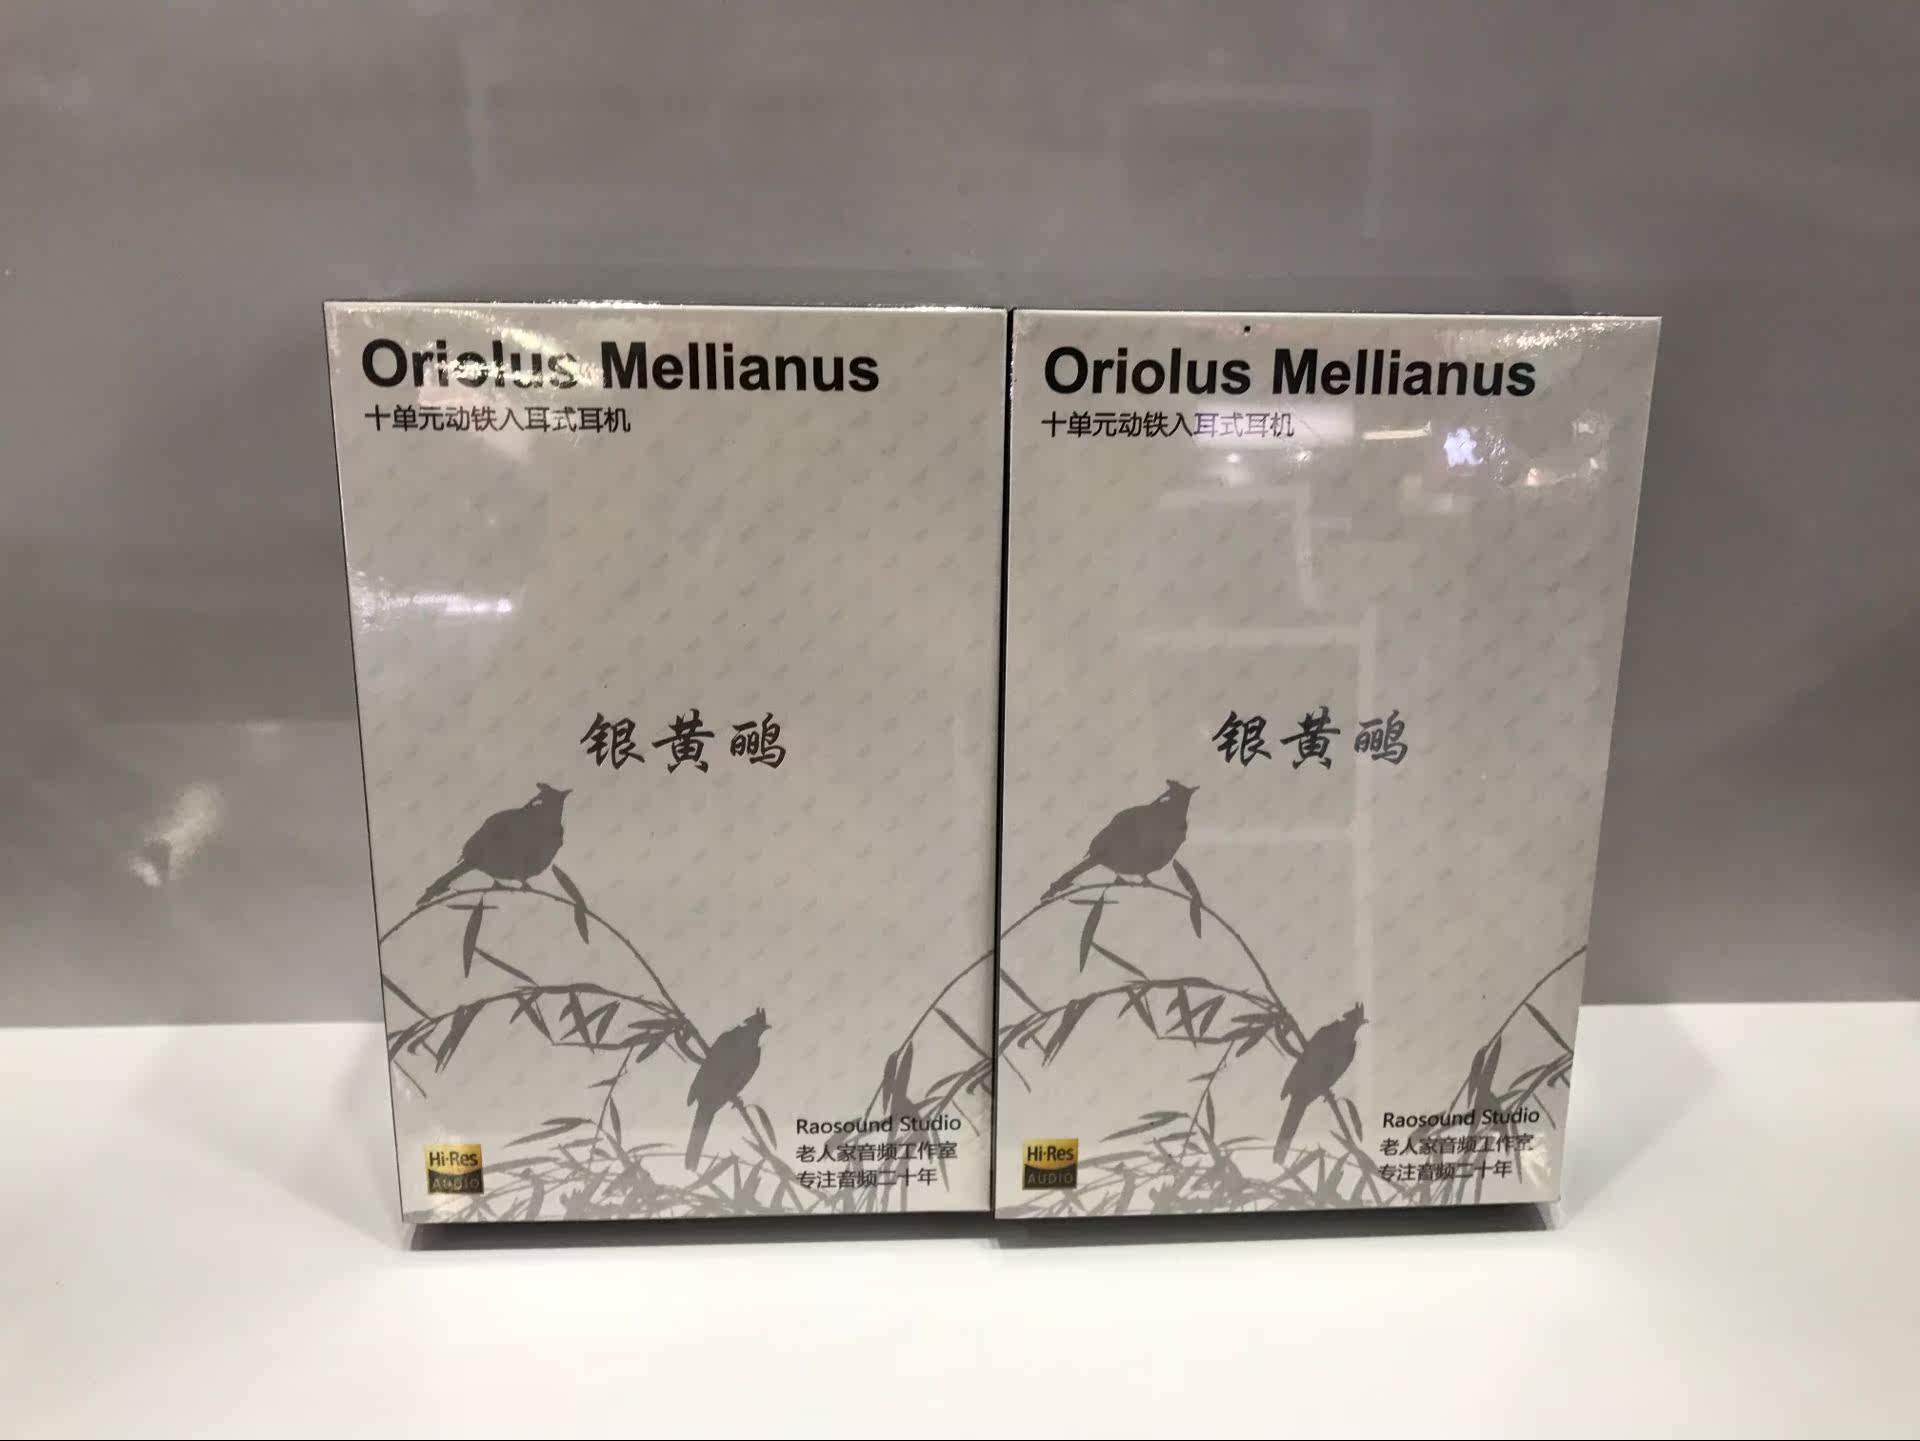 Oriolus Mellianus
十单元动铁入耳式耳机
银黄鹂
Hi-Res
AUDIO
Raosound Studio
老人家音频工作室
专注音频二十年
Oriolus Mellianus
十单元动铁入耳式耳机
银黄鹂
Hi-Res
AUDIO
Raosound Studio
老人家音频工作室
专注音频二十年